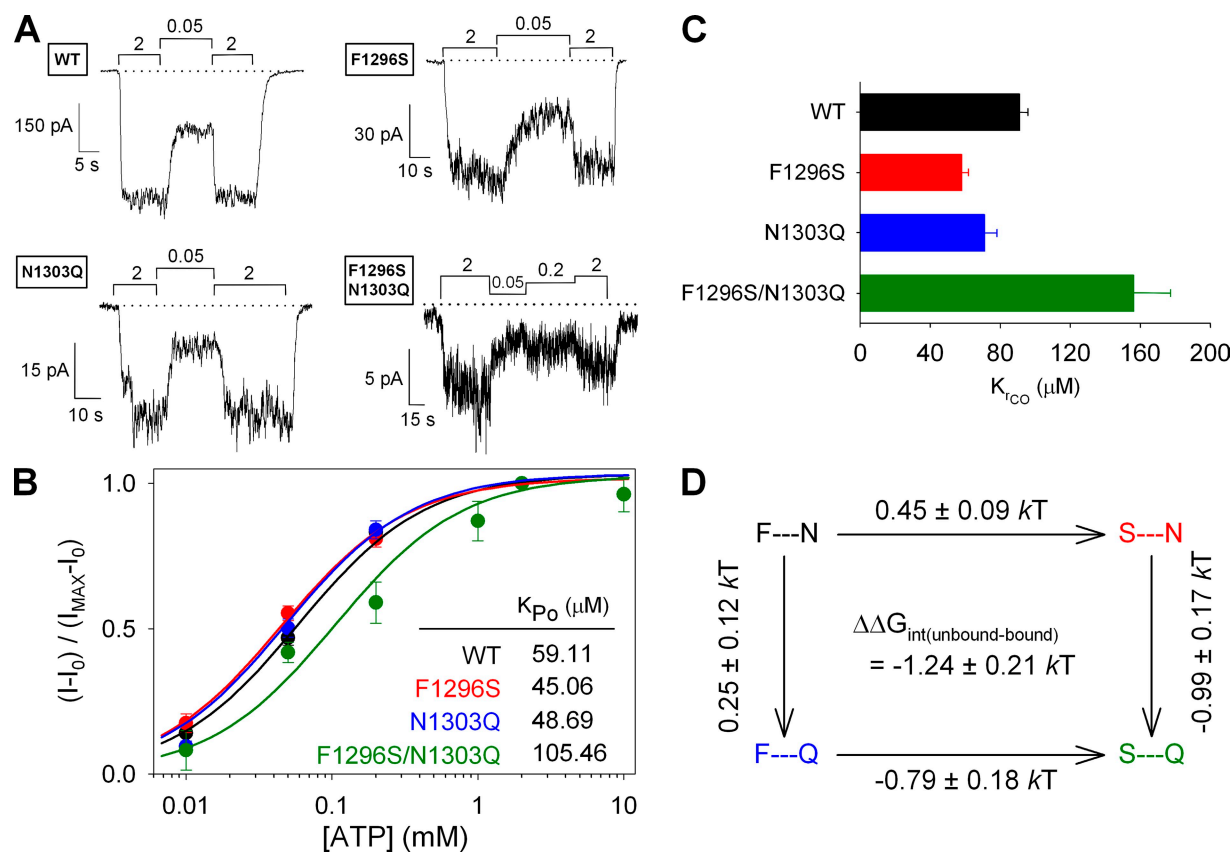 A
WT
2
0.05
2
150 pA
5 s
F1296S
2
0.05
2
30 pA
10 s
N1303Q
2
0.05
2
15 pA
10 s
F1296S
N1303Q
2
0.05
0.2
2
5 pA
15 s
C
WT
F1296S
N1303Q
F1296S/N1303Q
0 40 80 120 160 200
KrCO (μM)
B
1.0
0.5
0.0
(I-I0) / (IMAX-I0)
KPo (μM)
WT 59.11
F1296S 45.06
N1303Q 48.69
F1296S/N1303Q 105.46
0.01 0.1 1 10
[ATP] (mM)
D
0.45 ± 0.09 kT
F---N
S---N
0.25 ± 0.12 kT
ΔΔGint(unbound-bound)
= -1.24 ± 0.21 kT
-0.99 ± 0.17 kT
F---Q
S---Q
-0.79 ± 0.18 kT